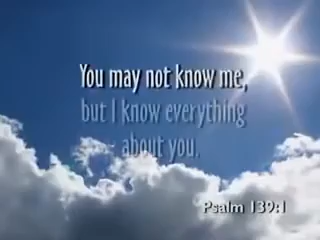 You may not know me,
but I know everything
about you.
Psalm 139:1